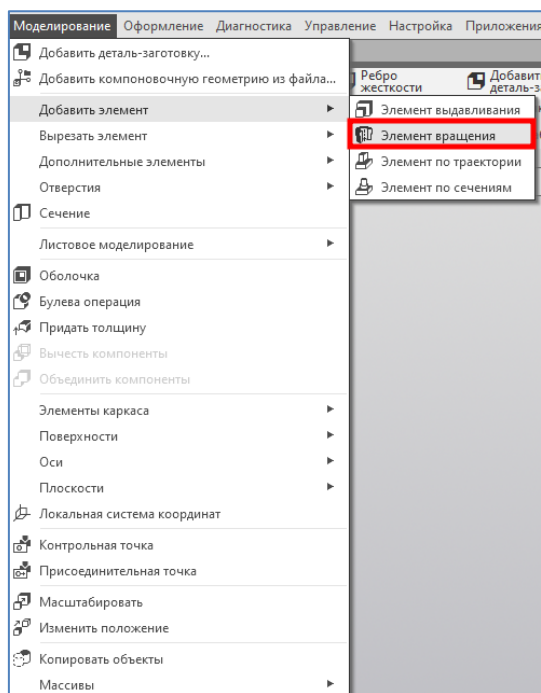 Моделирование Оформление Диагностика Управление Настройка Приложения
Добавить деталь-заготовку...
Добавить компоновочную геометрию из файла...
Ребро жесткости
Добавит деталь-з
Добавить элемент
Элемент выдавливания
Вырезать элемент
Элемент вращения
Дополнительные элементы
Элемент по траектории
Отверстия
Элемент по сечениям
Сечение
Листовое моделирование
Оболочка
Булева операция
Придать толщину
Вычесть компоненты
Объединить компоненты
Элементы каркаса
Поверхности
Оси
Плоскости
Локальная система координат
Контрольная точка
Присоединительная точка
Масштабировать
Изменить положение
Копировать объекты
Массивы